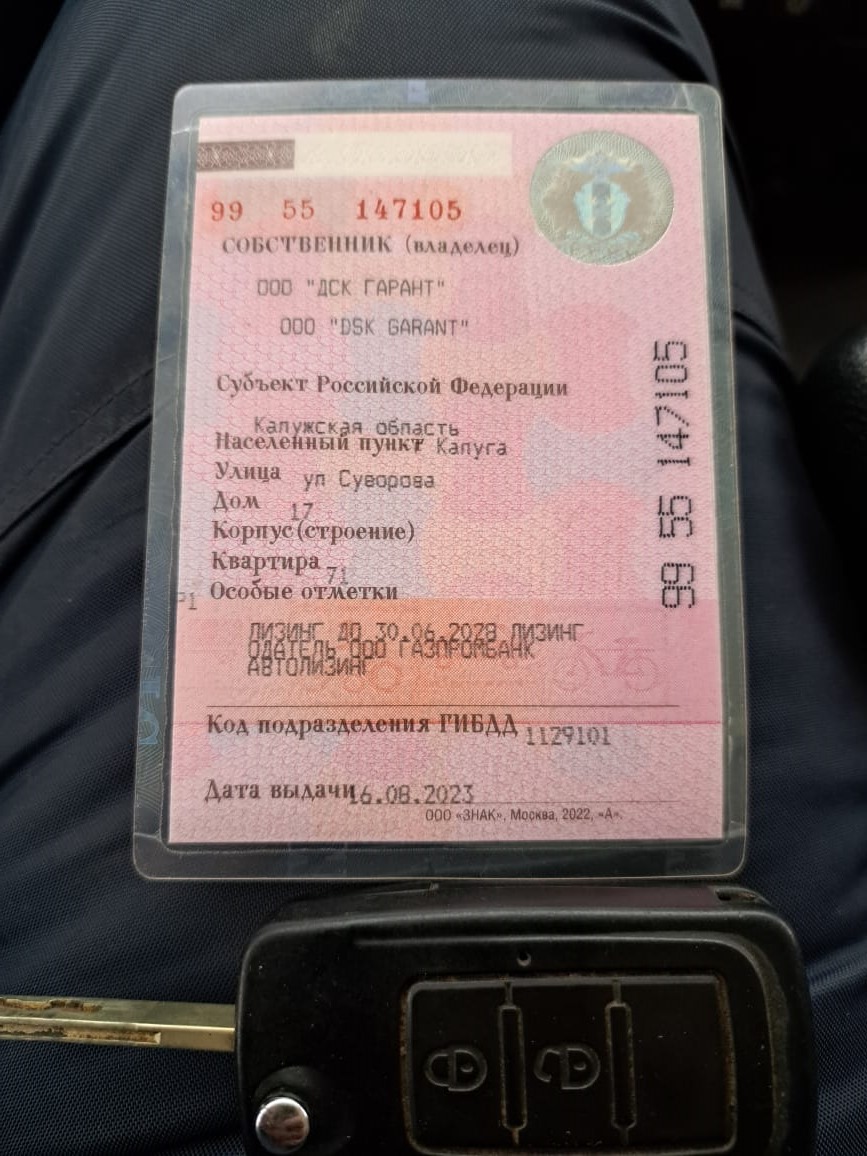 99 55 147105
СОБСТВЕННИК (владелец)
ООО "ДСК ГАРАНТ"
ООО "DSK GARANT"
Субъект Российской Федерации
Калужская область
Населенный пункт Калуга
Улица ул Суворова
Дом 17
Корпус (строение)
Квартира 71
Р1 Особые отметки
ЛИЗИНГ ДО 30.06.2028 ЛИЗИНГ
ОДАТЕЛЬ ООО ГАЗПРОМБАНК
АВТОЛИЗИНГ
Код подразделения ГИБДД 1129101
Дата выдачи 16.08.2023
ООО «ЗНАК», Москва, 2022, «А».
99 55 147105